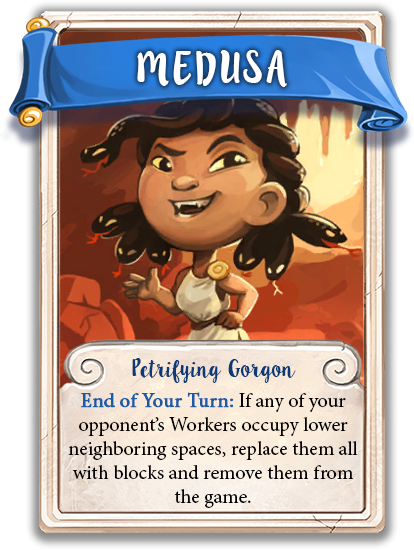 MEDUSA
Petrifying Gorgon
End of Your Turn: If any of your
opponent’s Workers occupy lower
neighboring spaces, replace them all
with blocks and remove them from
the game.